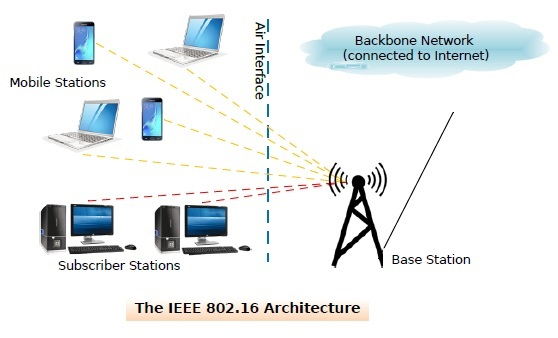 Air Interface
Backbone Network
(connected to Internet)
Mobile Stations
Base Station
Subscriber Stations
The IEEE 802.16 Architecture